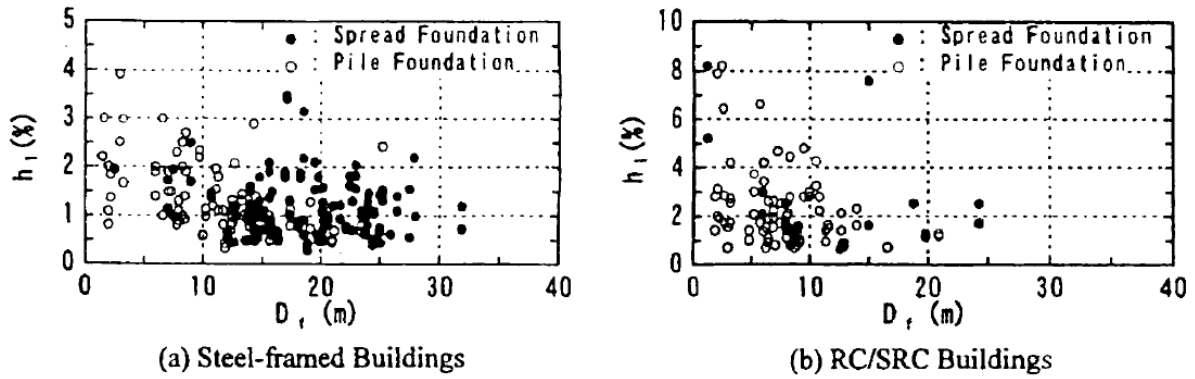 5
4
3
2
1
0
h₁ (%)
● : Spread Foundation
○ : Pile Foundation
0 10 20 30 40
D_f (m)
(a) Steel-framed Buildings
10
8
6
4
2
0
h₁ (%)
● : Spread Foundation
○ : Pile Foundation
0 10 20 30 40
D_f (m)
(b) RC/SRC Buildings